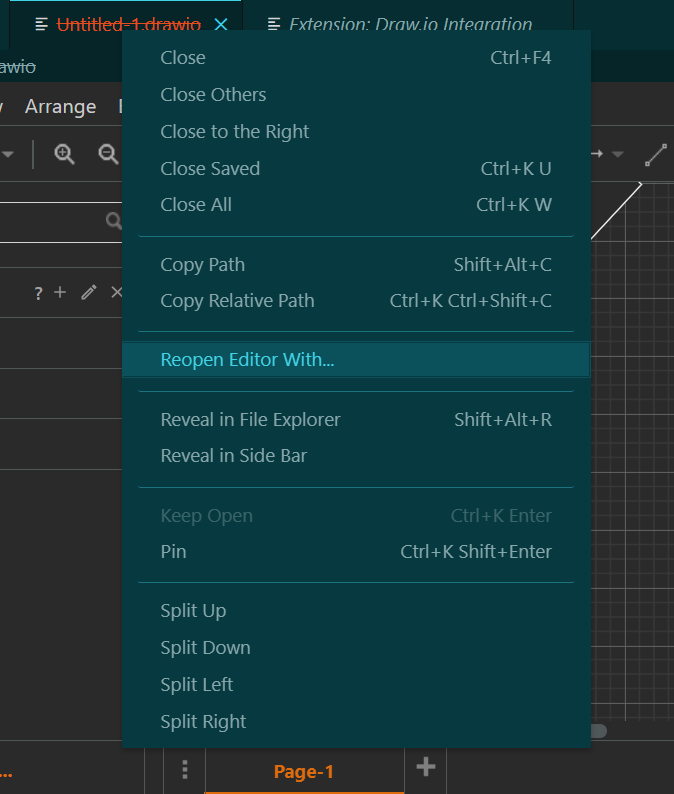 Untitled-1.drawio
Extension: Draw.io Integration
awio
Arrange
?
Close Ctrl+F4
Close Others
Close to the Right
Close Saved Ctrl+K U
Close All Ctrl+K W
Copy Path Shift+Alt+C
Copy Relative Path Ctrl+K Ctrl+Shift+C
Reopen Editor With...
Reveal in File Explorer Shift+Alt+R
Reveal in Side Bar
Keep Open Ctrl+K Enter
Pin Ctrl+K Shift+Enter
Split Up
Split Down
Split Left
Split Right
... Page-1